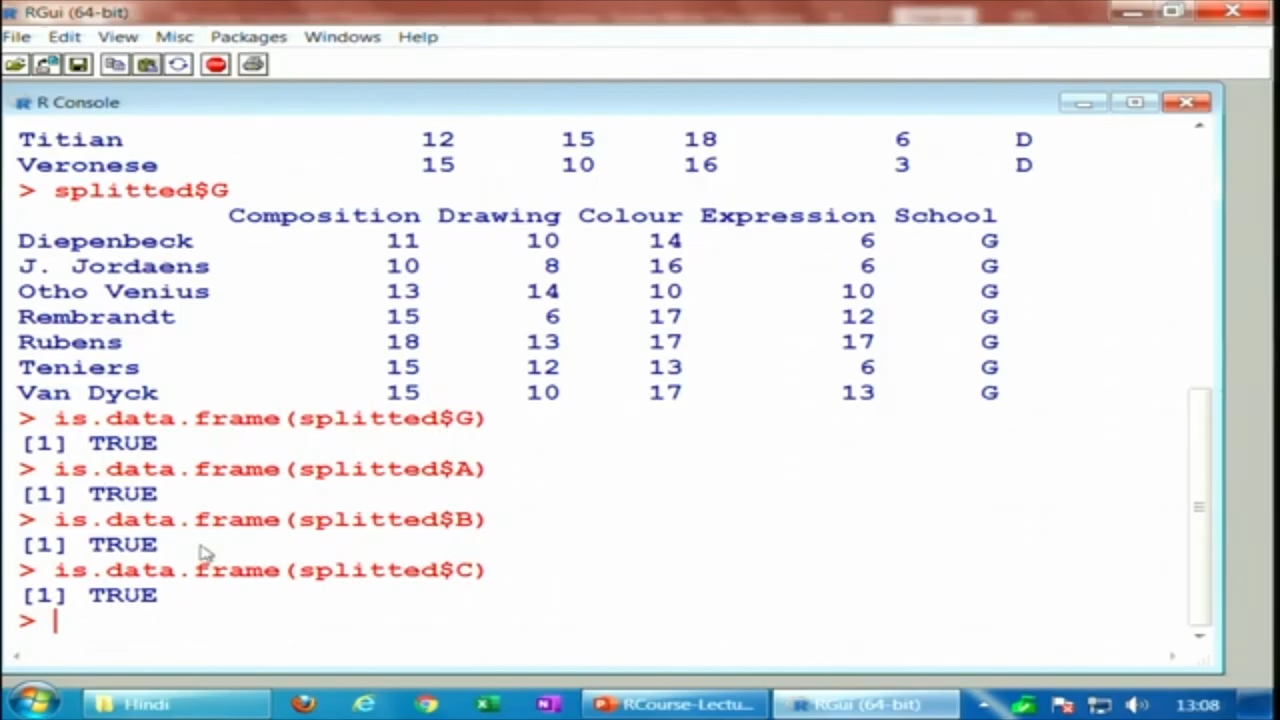 RGui (64-bit)
File Edit View Misc Packages Windows Help
R Console
Titian 12 15 18 6 D
Veronese 15 10 16 3 D
> splitted$G
Composition Drawing Colour Expression School
Diepenbeck 11 10 14 6 G
J. Jordaens 10 8 16 6 G
Otho Venius 13 14 10 10 G
Rembrandt 15 6 17 12 G
Rubens 18 13 17 17 G
Teniers 15 12 13 6 G
Van Dyck 15 10 17 13 G
> is.data.frame(splitted$G)
[1] TRUE
> is.data.frame(splitted$A)
[1] TRUE
> is.data.frame(splitted$B)
[1] TRUE
> is.data.frame(splitted$C)
[1] TRUE
>
Hindi RCourse-Lectu... RGui (64-bit) 13:08